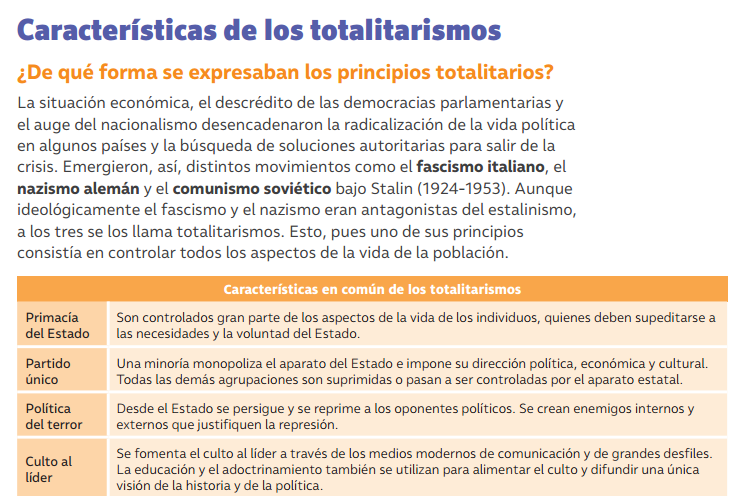 Características de los totalitarismos
¿De qué forma se expresaban los principios totalitarios?
La situación económica, el descrédito de las democracias parlamentarias y
el auge del nacionalismo desencadenaron la radicalización de la vida política
en algunos países y la búsqueda de soluciones autoritarias para salir de la
crisis. Emergieron, así, distintos movimientos como el fascismo italiano, el
nazismo alemán y el comunismo soviético bajo Stalin (1924-1953). Aunque
ideológicamente el fascismo y el nazismo eran antagonistas del estalinismo,
a los tres se los llama totalitarismos. Esto, pues uno de sus principios
consistía en controlar todos los aspectos de la vida de la población.
Características en común de los totalitarismos
Primacía
del Estado
Son controlados gran parte de los aspectos de la vida de los individuos, quienes deben supeditarse a
las necesidades y la voluntad del Estado.
Partido
único
Una minoría monopoliza el aparato del Estado e impone su dirección política, económica y cultural.
Todas las demás agrupaciones son suprimidas o pasan a ser controladas por el aparato estatal.
Política
del terror
Desde el Estado se persigue y se reprime a los oponentes políticos. Se crean enemigos internos y
externos que justifiquen la represión.
Culto al
líder
Se fomenta el culto al líder a través de los medios modernos de comunicación y de grandes desfiles.
La educación y el adoctrinamiento también se utilizan para alimentar el culto y difundir una única
visión de la historia y de la política.